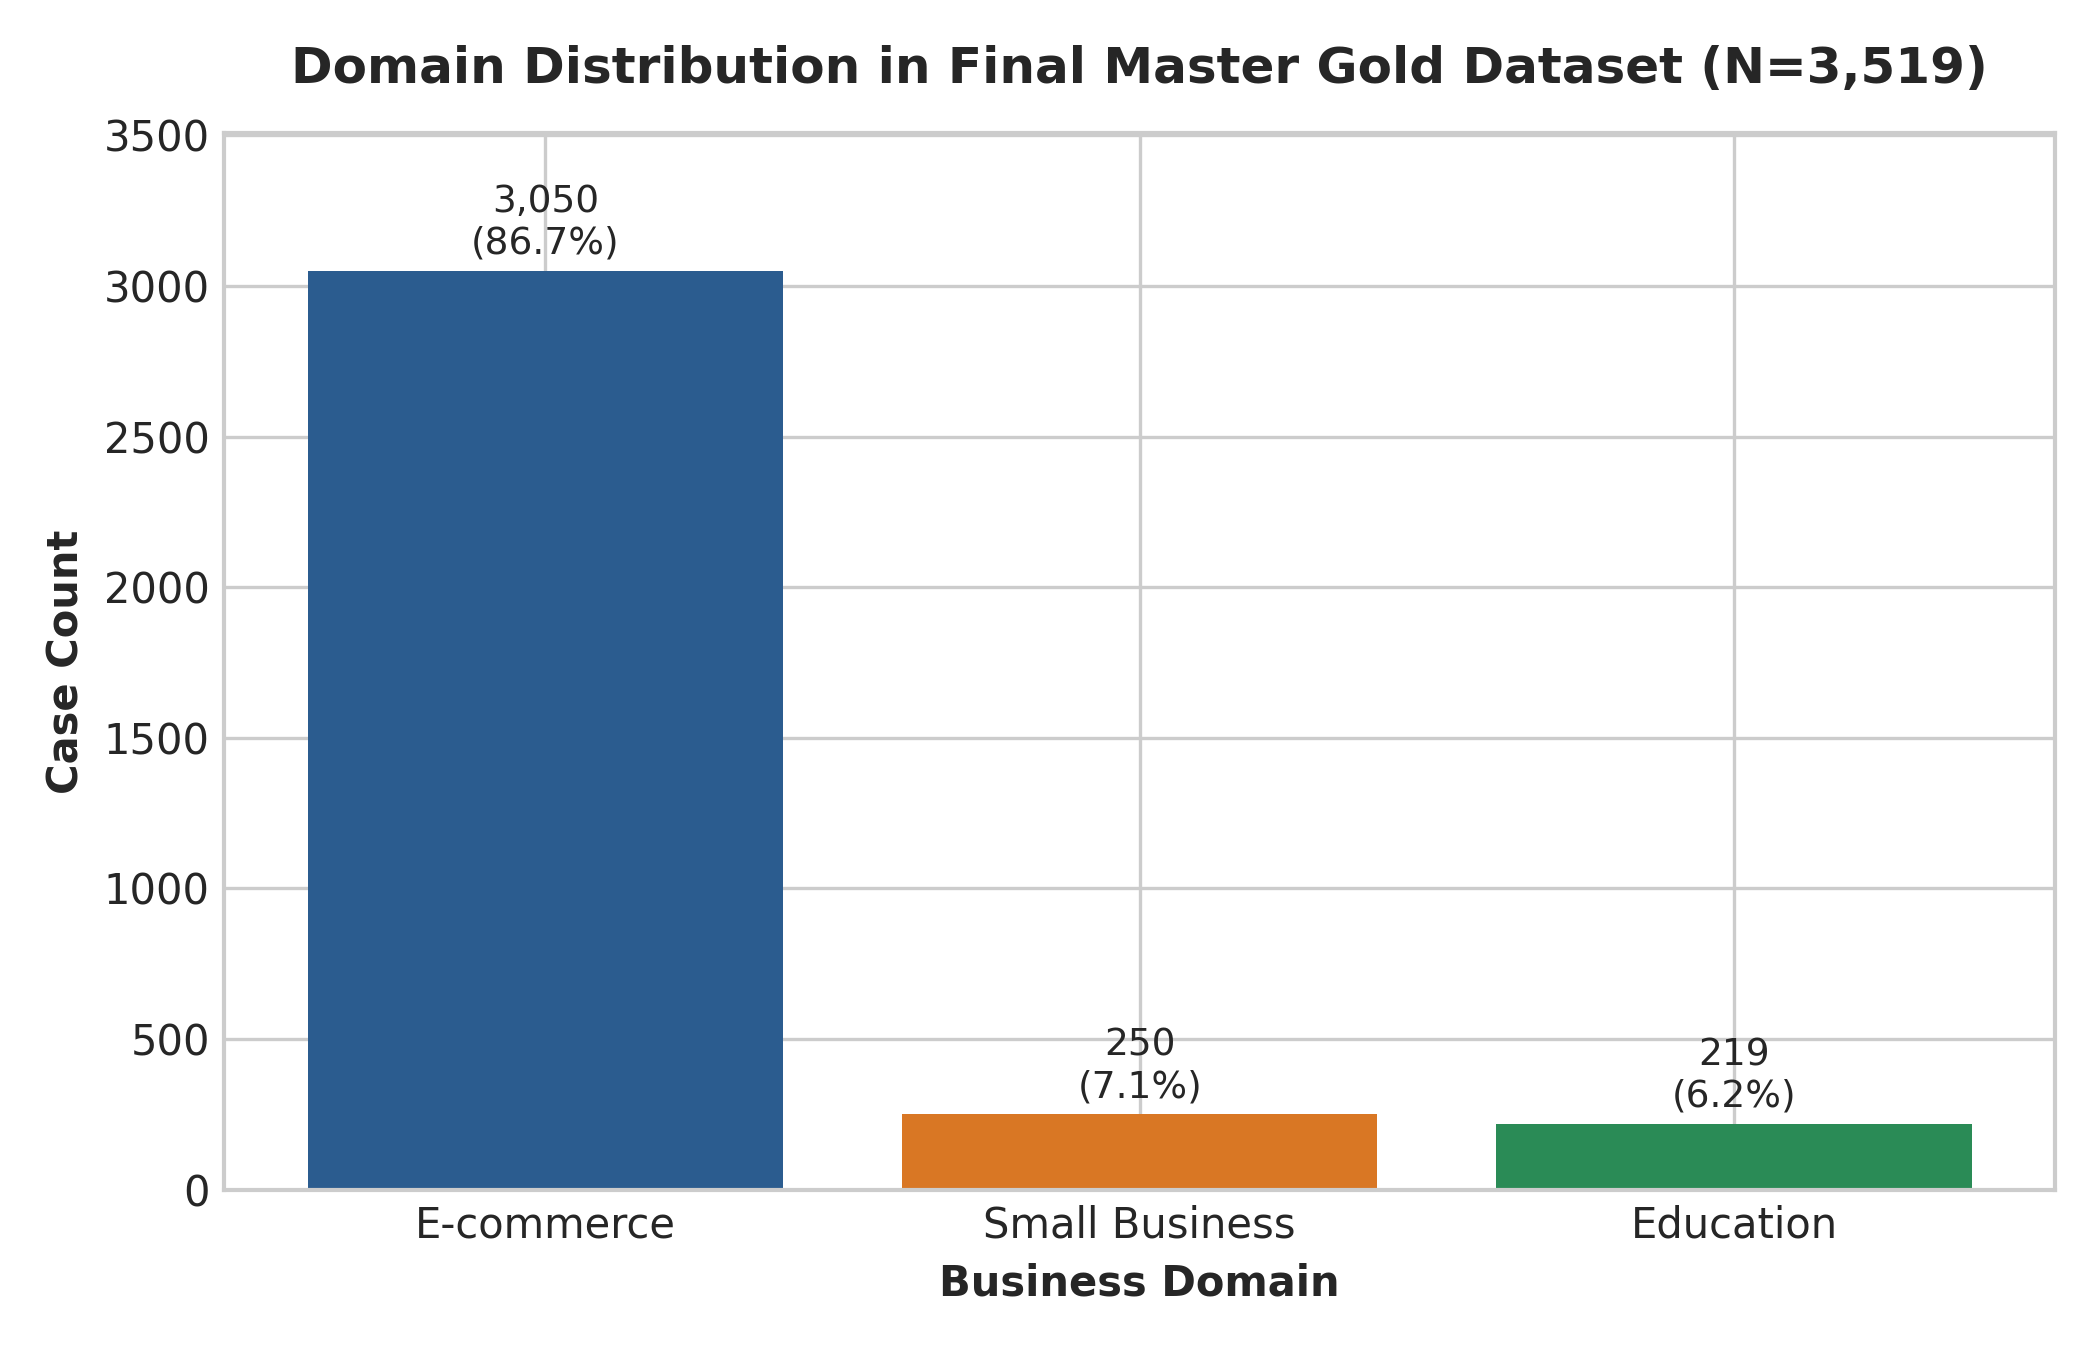 Domain Distribution in Final Master Gold Dataset (N=3,519)
3500
3000
2500
2000
1500
1000
500
0
Case Count
3,050
(86.7%)
250
(7.1%)
219
(6.2%)
E-commerce
Small Business
Education
Business Domain